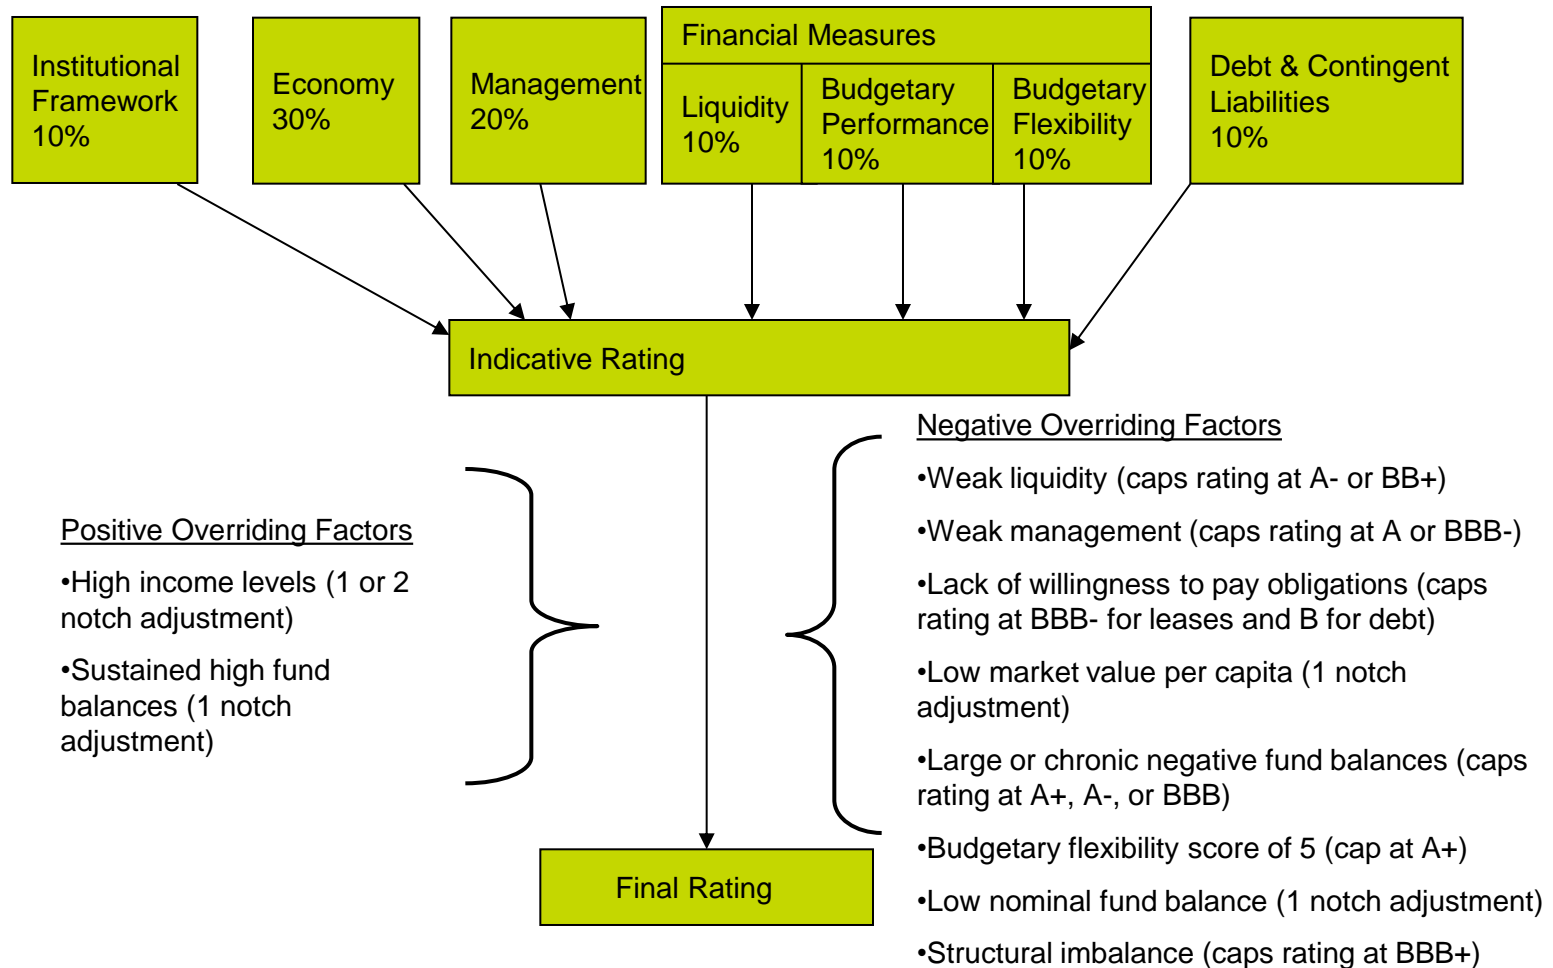 Institutional
Framework
10%
Economy
30%
Management
20%
Financial Measures
Liquidity
10%
Budgetary
Performance
10%
Budgetary
Flexibility
10%
Debt & Contingent
Liabilities
10%
Indicative Rating
Positive Overriding Factors
•High income levels (1 or 2
notch adjustment)
•Sustained high fund
balances (1 notch
adjustment)
Negative Overriding Factors
•Weak liquidity (caps rating at A- or BB+)
•Weak management (caps rating at A or BBB-)
•Lack of willingness to pay obligations (caps
rating at BBB- for leases and B for debt)
•Low market value per capita (1 notch
adjustment)
•Large or chronic negative fund balances (caps
rating at A+, A-, or BBB)
•Budgetary flexibility score of 5 (cap at A+)
•Low nominal fund balance (1 notch adjustment)
•Structural imbalance (caps rating at BBB+)
Final Rating